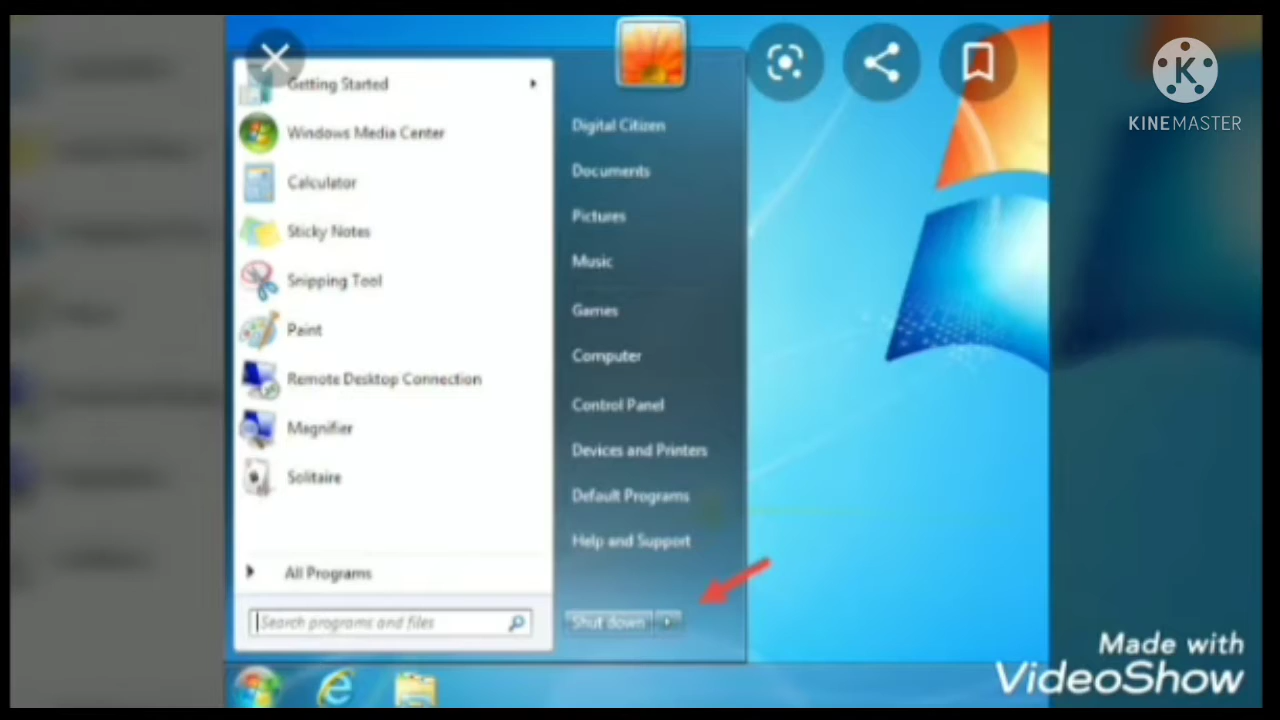 Getting Started
Windows Media Center
Calculator
Sticky Notes
Snipping Tool
Paint
Remote Desktop Connection
Magnifier
Solitaire
All Programs
Search programs and files
Digital Citizen
Documents
Pictures
Music
Games
Computer
Control Panel
Devices and Printers
Default Programs
Help and Support
Shut down
K
KINEMASTER
Made with
VideoShow